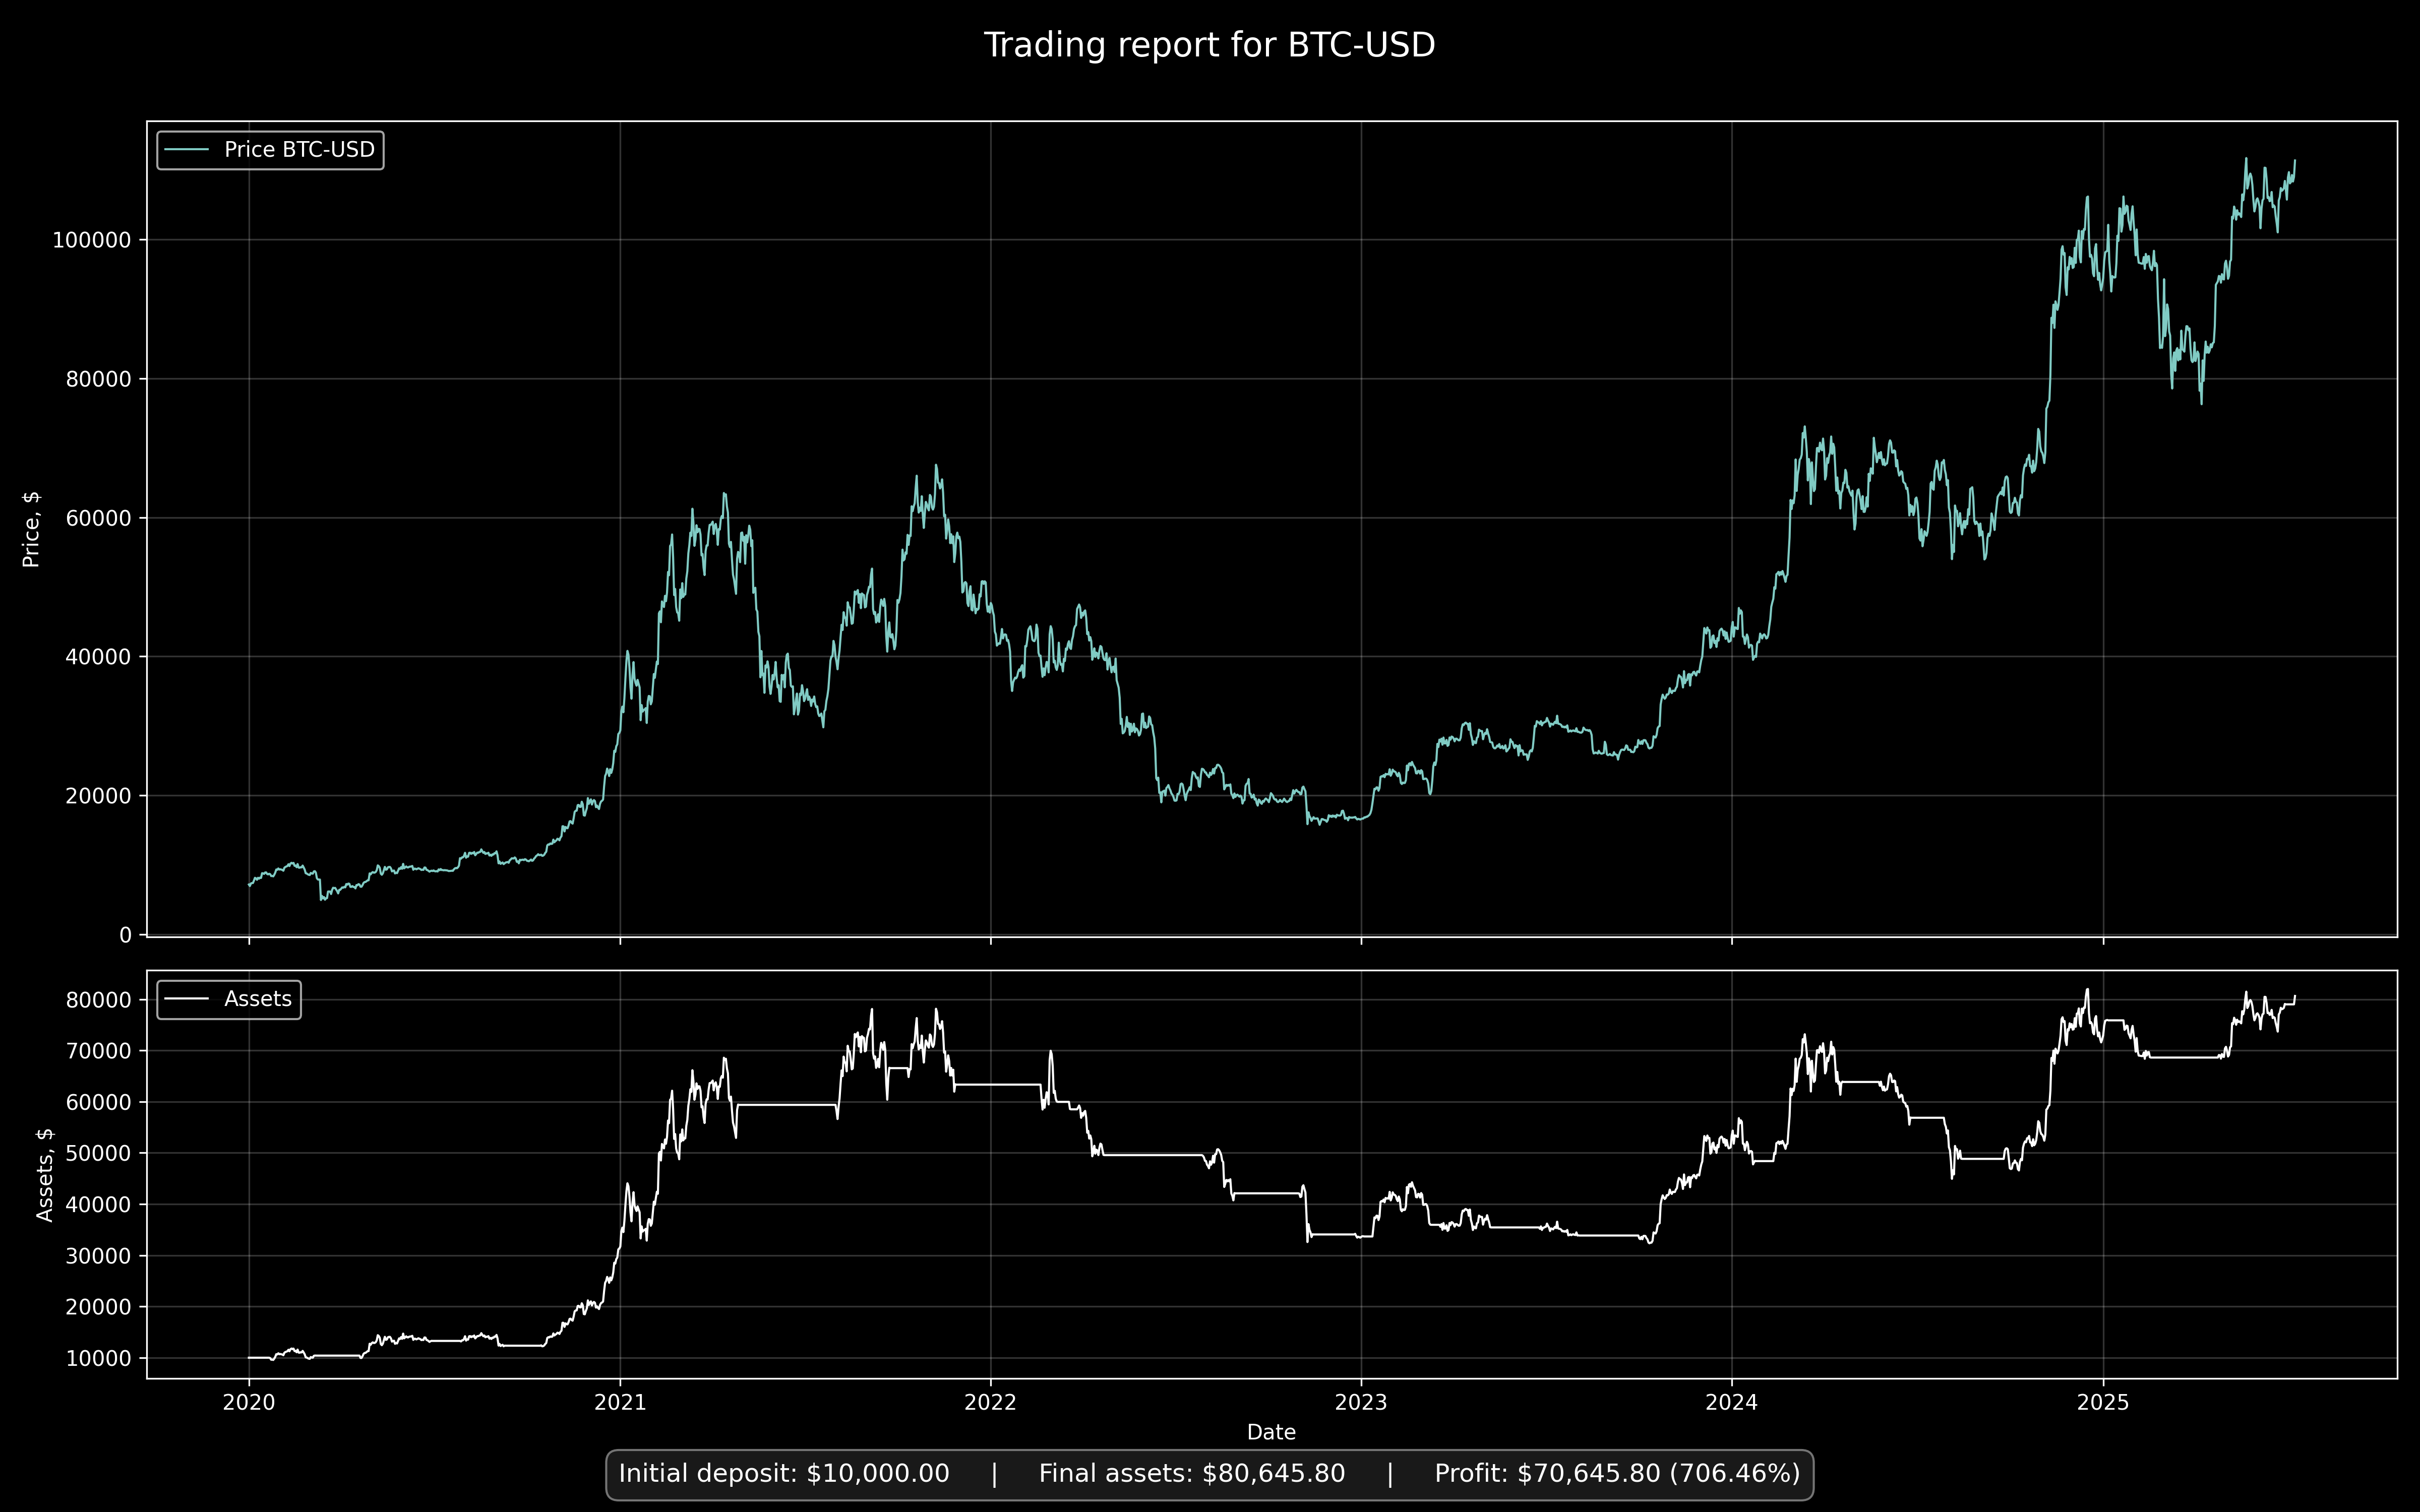 Trading report for BTC-USD
Price BTC-USD
Price, $
100000
80000
60000
40000
20000
0
Assets
Assets, $
80000
70000
60000
50000
40000
30000
20000
10000
2020 2021 2022 2023 2024 2025
Date
Initial deposit: $10,000.00 | Final assets: $80,645.80 | Profit: $70,645.80 (706.46%)